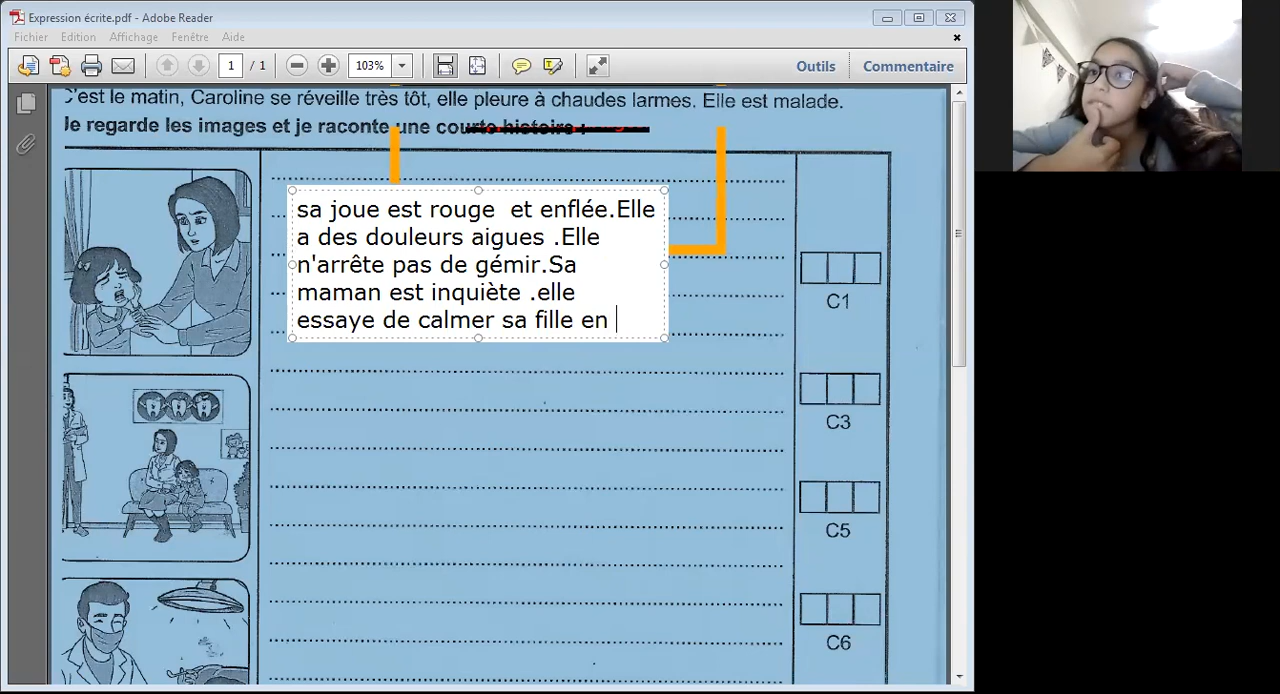 Expression écrite.pdf - Adobe Reader
Fichier Edition Affichage Fenêtre Aide
1 / 1 103% Outils Commentaire
C'est le matin, Caroline se réveille très tôt, elle pleure à chaudes larmes. Elle est malade.
Je regarde les images et je raconte une courte histoire :
sa joue est rouge et enflée.Elle
a des douleurs aigues .Elle
n'arrête pas de gémir.Sa
maman est inquiète .elle
essaye de calmer sa fille en
C1
C3
C5
C6